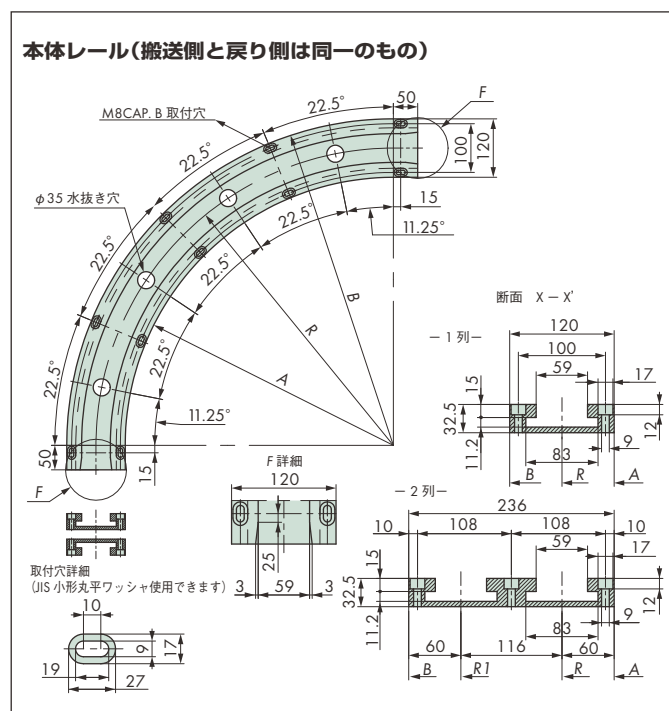 本体レール(搬送側と戻り側は同一のもの)
22.5°
50
F
M8CAP. B 取付穴
22.5°
100
120
φ35 水抜き穴
22.5°
15
11.25°
22.5°
22.5°
B
R
A
22.5°
22.5°
11.25°
50
15
F
断面 X − X’
−1列−
120
100
59
17
15
32.5
11.2
12
9
83
B
R
A
F 詳細
120
25
3
59
3
−2列−
236
10
108
108
10
59
17
15
32.5
11.2
12
9
83
60
116
60
B
R1
R
A
取付穴詳細
(JIS 小形丸平ワッシャ使用できます)
10
9
17
19
27